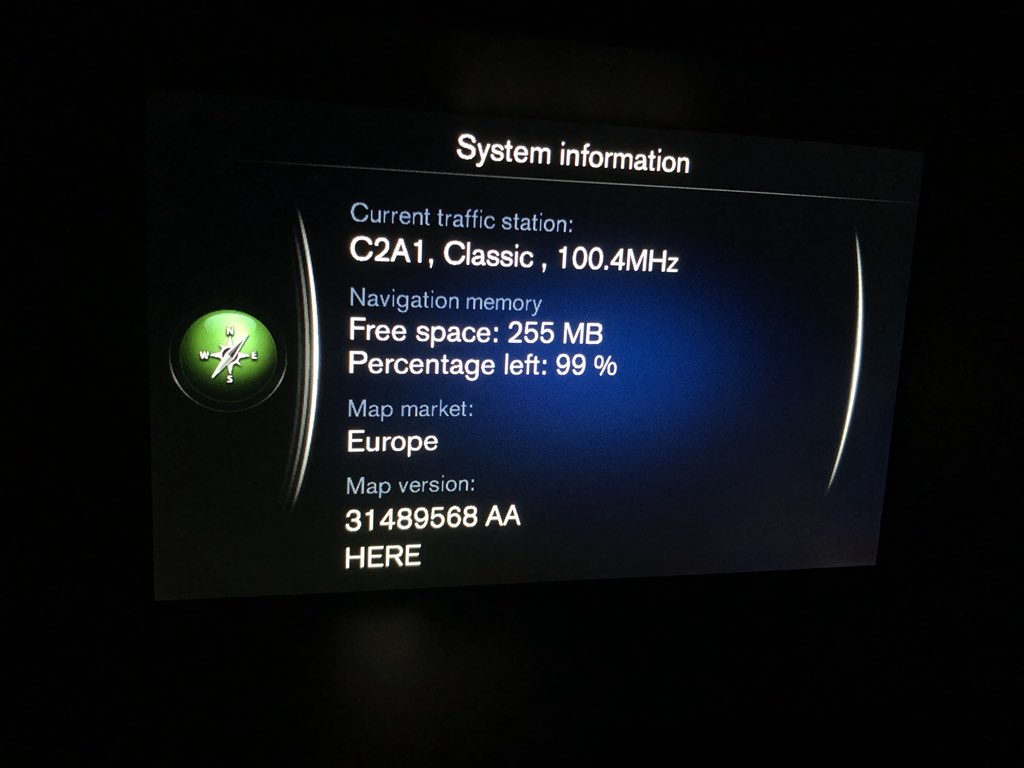 System information
Current traffic station:
C2A1, Classic , 100.4MHz
Navigation memory
Free space: 255 MB
Percentage left: 99 %
Map market:
Europe
Map version:
31489568 AA
HERE
N
W E
S